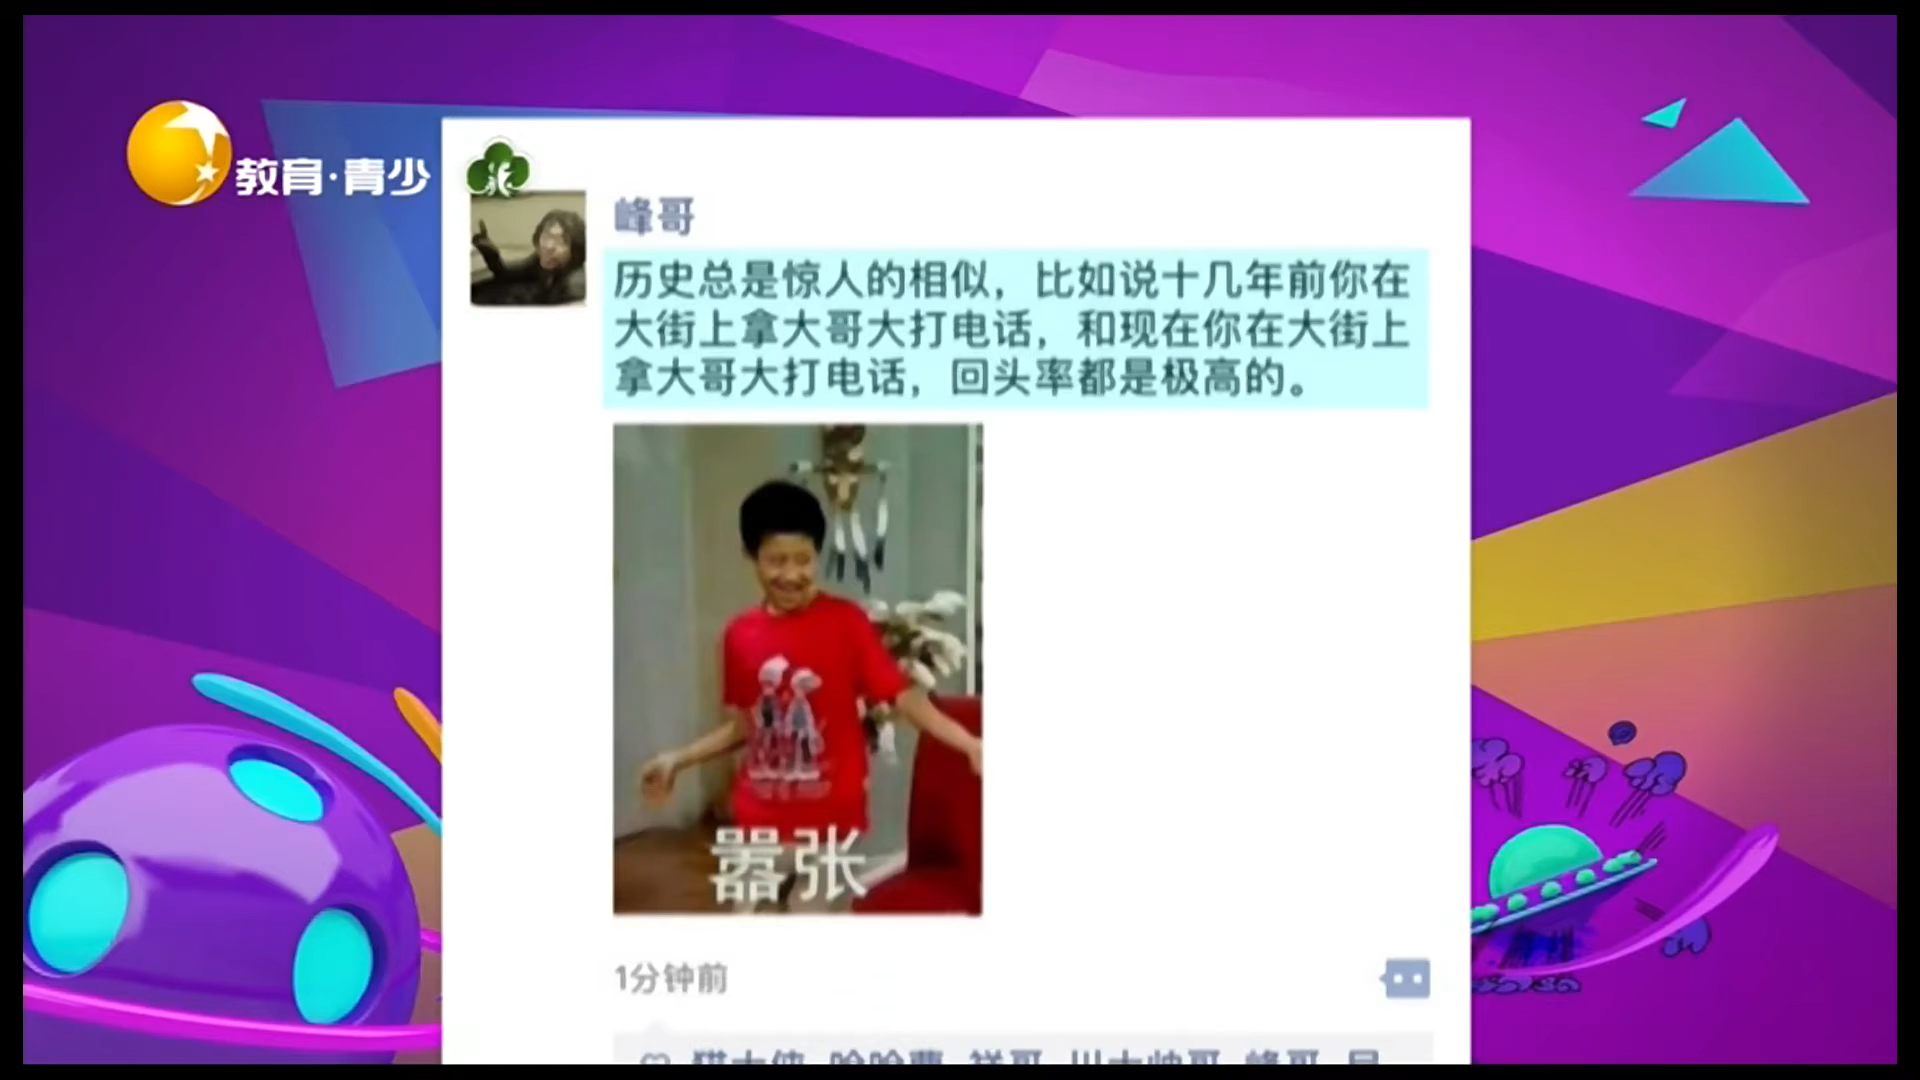 教育·青少
派
峰哥
历史总是惊人的相似，比如说十几年前你在
大街上拿大哥大打电话，和现在你在大街上
拿大哥大打电话，回头率都是极高的。
嚣张
1分钟前